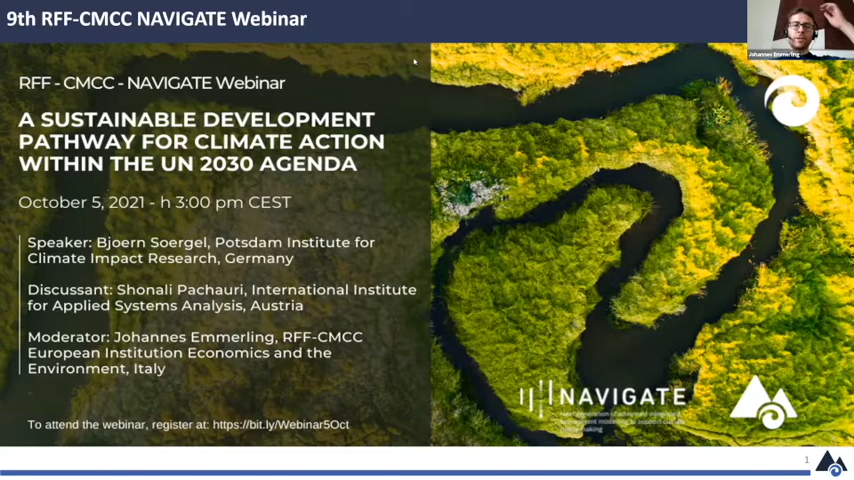 9th RFF-CMCC NAVIGATE Webinar
Johannes Emmerling
RFF - CMCC - NAVIGATE Webinar
A SUSTAINABLE DEVELOPMENT
PATHWAY FOR CLIMATE ACTION
WITHIN THE UN 2030 AGENDA
October 5, 2021 - h 3:00 pm CEST
Speaker: Bjoern Soergel, Potsdam Institute for
Climate Impact Research, Germany
Discussant: Shonali Pachauri, International Institute
for Applied Systems Analysis, Austria
Moderator: Johannes Emmerling, RFF-CMCC
European Institution Economics and the
Environment, Italy
To attend the webinar, register at: https://bit.ly/Webinar5Oct
NAVIGATE
1